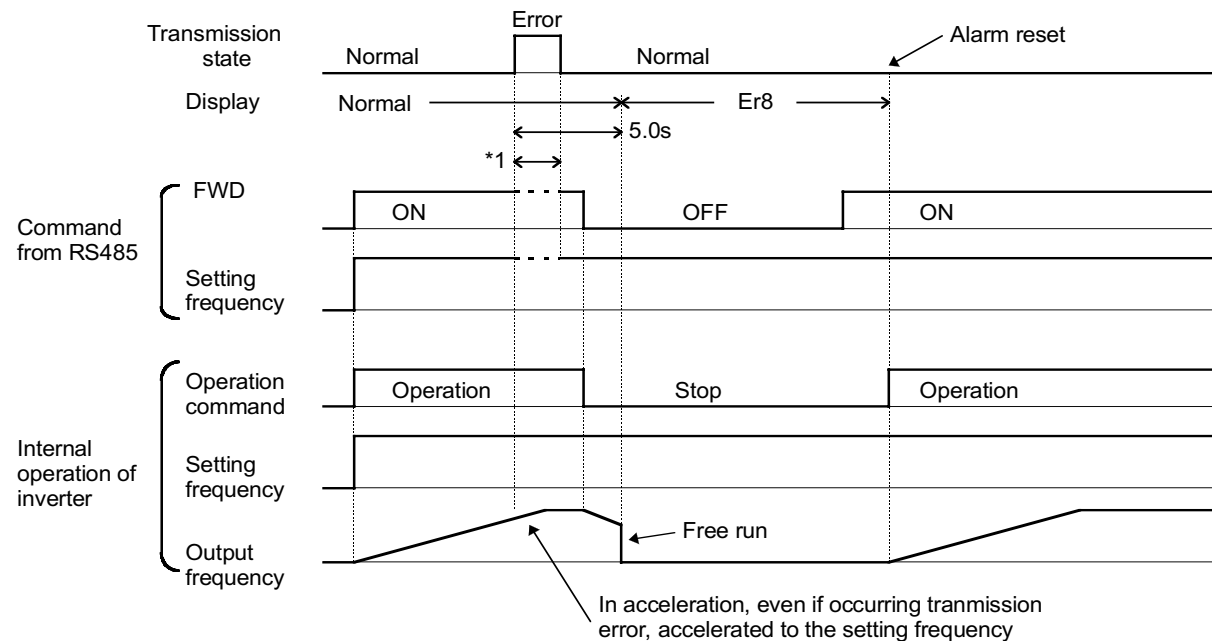 Error
Transmission
state
Normal
Normal
Alarm reset
Display
Normal
Er8
5.0s
*1
Command
from RS485
FWD
ON
OFF
ON
Setting
frequency
Internal
operation of
inverter
Operation
command
Operation
Stop
Operation
Setting
frequency
Output
frequency
Free run
In acceleration, even if occurring tranmission
error, accelerated to the setting frequency